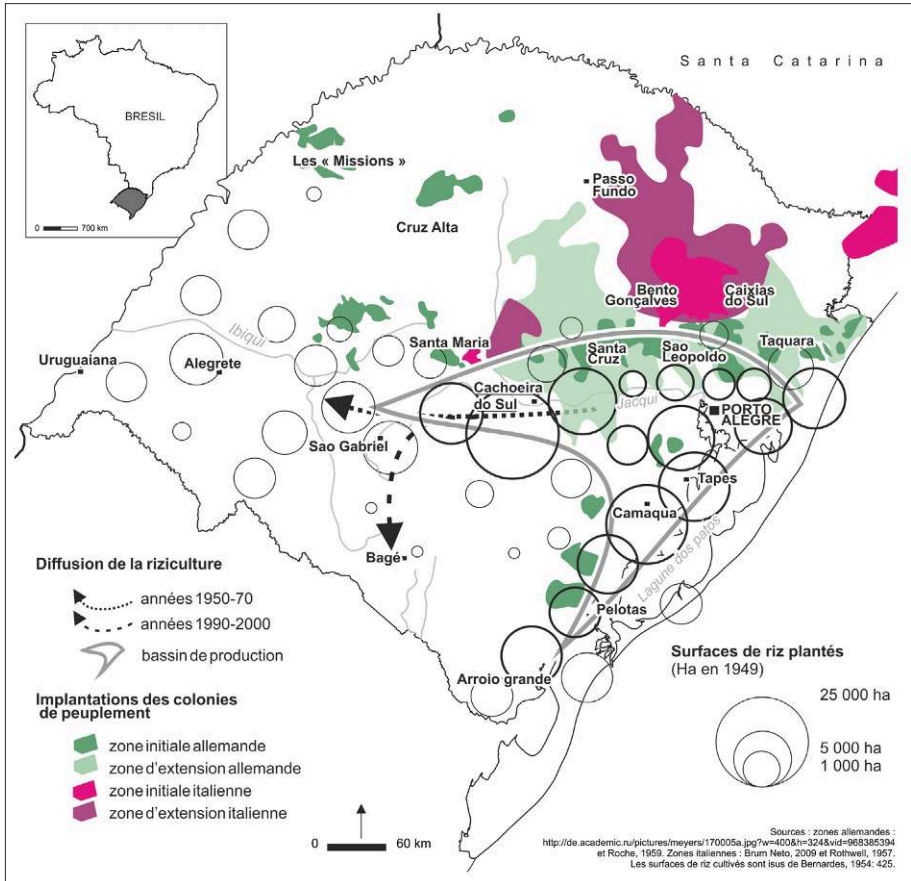 Santa Catarina
BRESIL
0 700 km
Les « Missions »
Passo
Fundo
Cruz Alta
Bento
Gonçalves
Caixias
do Sul
Ibiqui
Santa Maria
Santa
Cruz
Sao
Leopoldo
Taquara
Uruguaiana
Alegrete
Cachoeira
do Sul
Jacqui
PORTO
ALEGRE
Sao Gabriel
Tapes
Camaqua
Lagune dos patos
Bagé
Pelotas
Arroio grande
Diffusion de la riziculture
années 1950-70
années 1990-2000
bassin de production
Implantations des colonies
de peuplement
zone initiale allemande
zone d'extension allemande
zone initiale italienne
zone d'extension italienne
0 60 km
Surfaces de riz plantés
(Ha en 1949)
25 000 ha
5 000 ha
1 000 ha
Sources : zones allemandes :
http://de.academic.ru/pictures/meyers/170005a.jpg?w=400&h=324&vid=968385394
et Roche, 1959. Zones italiennes : Brum Neto, 2009 et Rothwell, 1957.
Les surfaces de riz cultivés sont isus de Bernardes, 1954: 425.